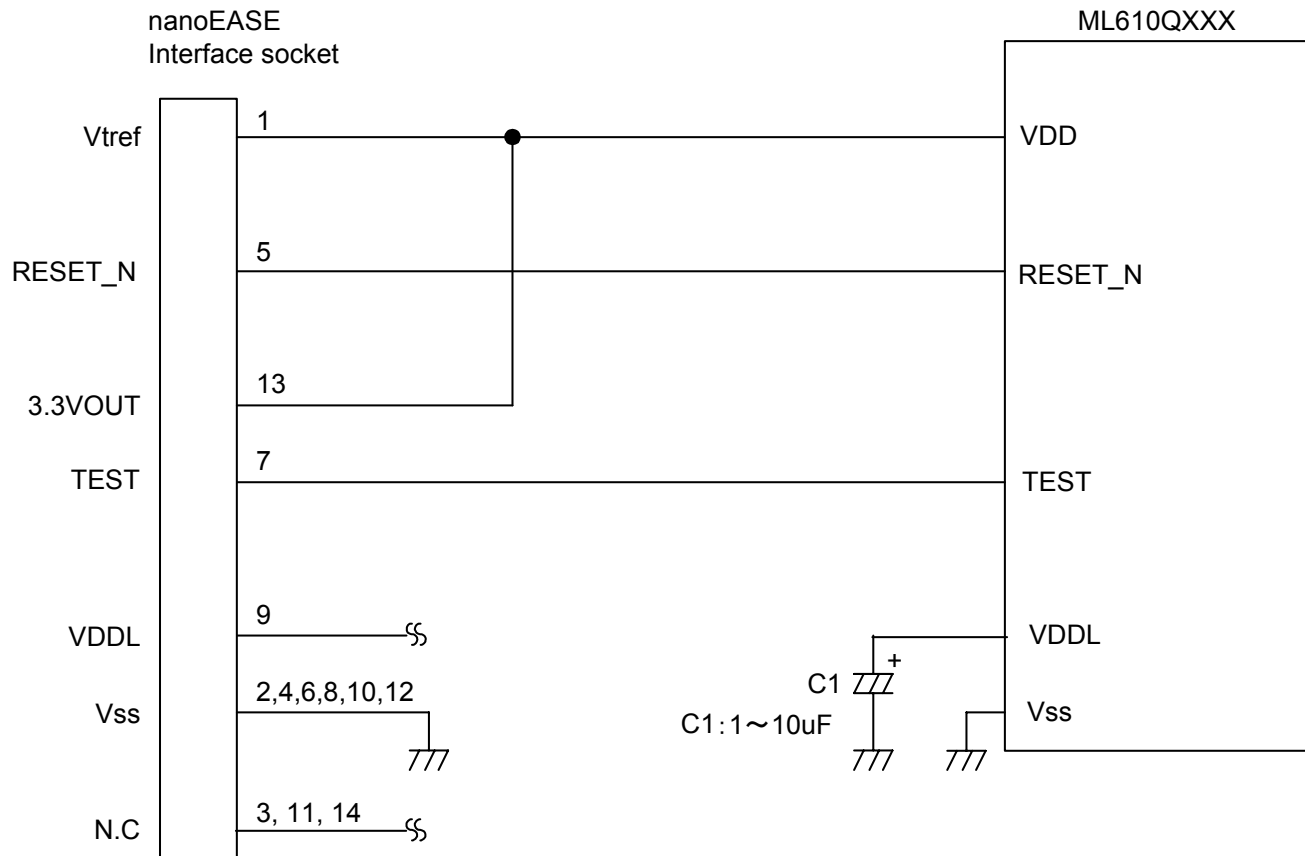 nanoEASE
Interface socket
ML610QXXX
Vtref
1
VDD
RESET_N
5
RESET_N
3.3VOUT
13
TEST
7
TEST
VDDL
9
VDDL
Vss
2,4,6,8,10,12
+
C1
C1:1～10uF
Vss
N.C
3, 11, 14